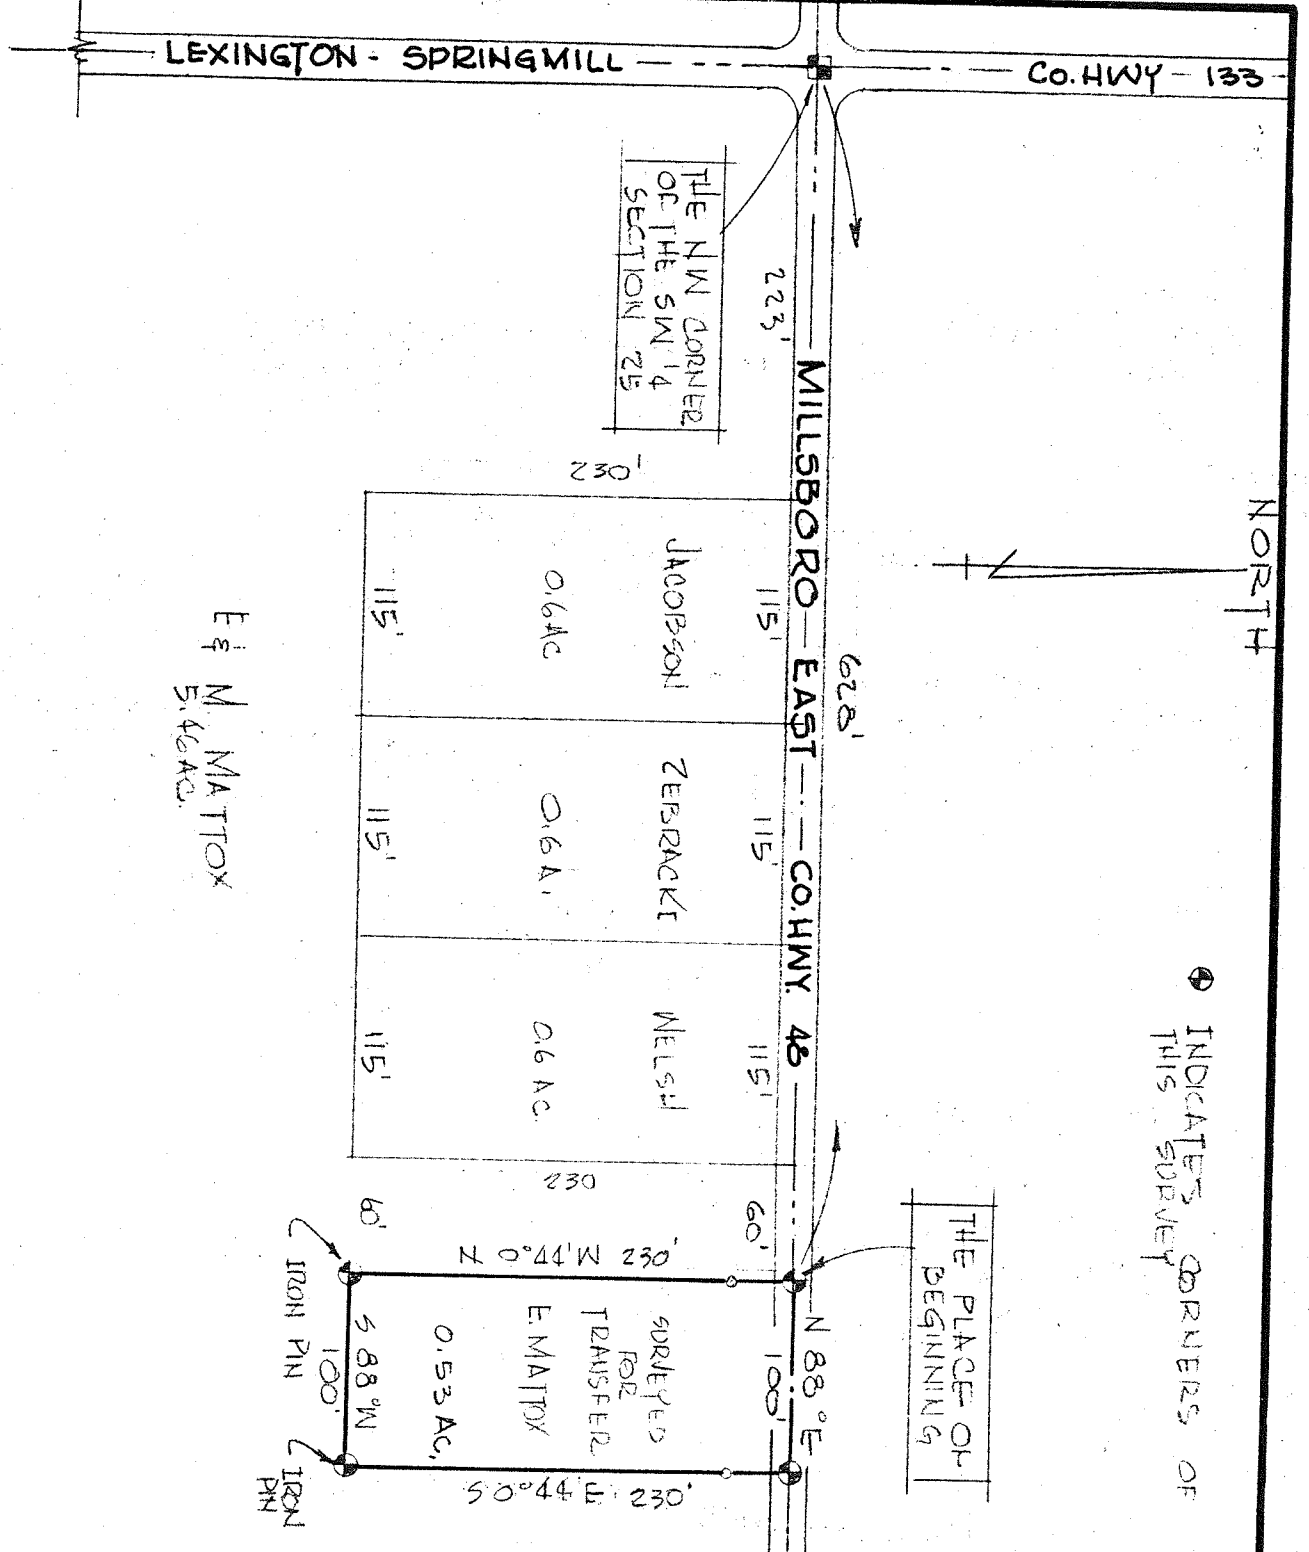 LEXINGTON - SPRINGMILL
CO. HWY - 133
THE NW CORNER
OF THE SW 1/4
SECTION 25
223'
MILLSBORO - EAST - CO. HWY. 48
628'
NORTH
INDICATES CORNERS OF
THIS SURVEY
230'
115'
JACOBSON
0.6 AC
115'
115'
ZEBRACKI
0.6 A.
115'
115'
WELSH
0.6 AC.
115'
230
E & M. MATTOX
5.46 AC.
60'
60'
THE PLACE OF
BEGINNING
N 88° E
100'
N 0°44' W 230'
SURVEYED
FOR
TRANSFER
E. MATTOX
0.53 AC.
S 88° W
100'
S 0°44' E 230'
IRON PIN
IRON
PIN